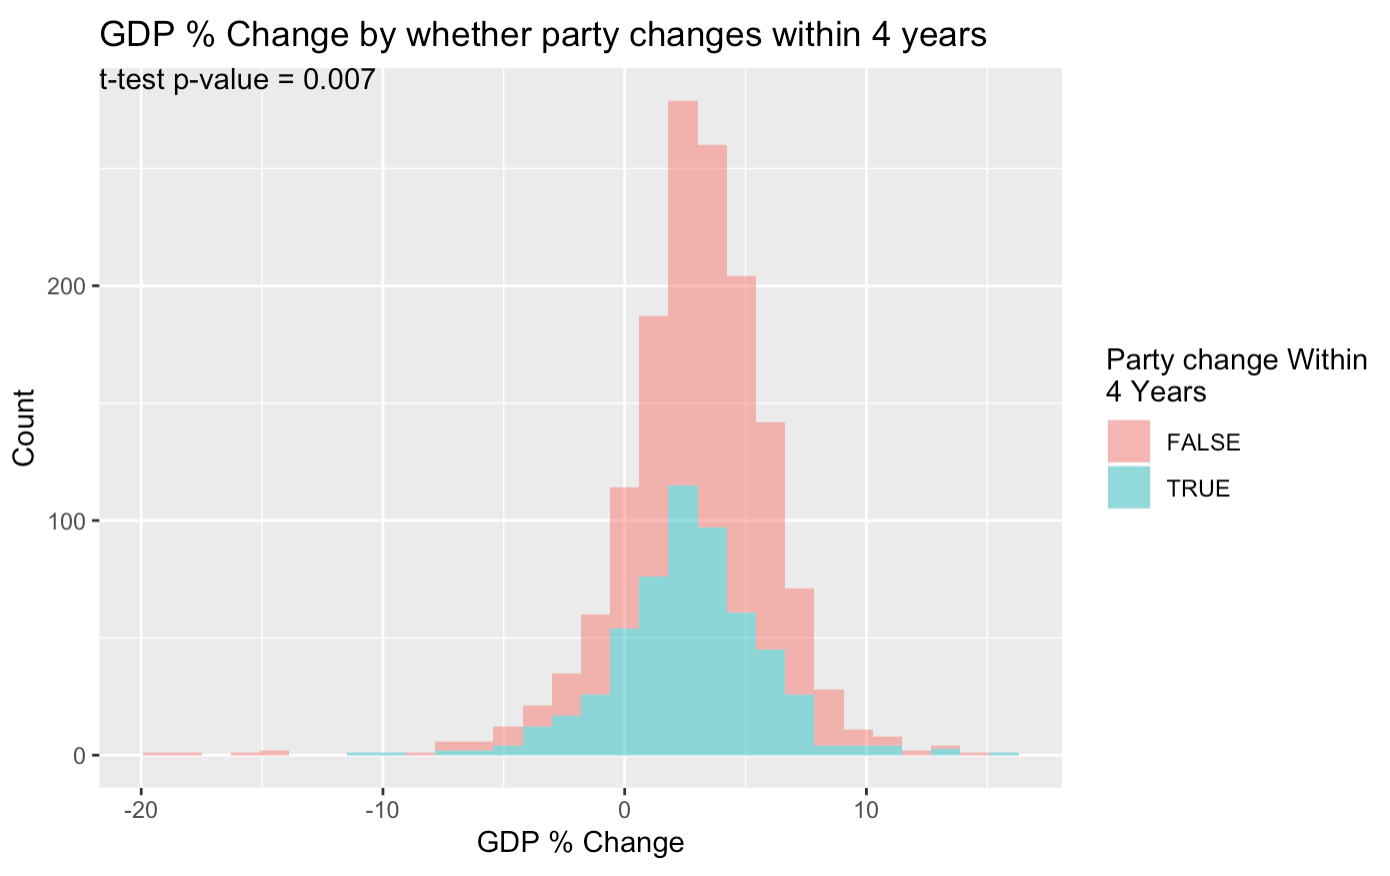 GDP % Change by whether party changes within 4 years
t-test p-value = 0.007
Count
200
100
0
-20
-10
0
10
GDP % Change
Party change Within
4 Years
FALSE
TRUE